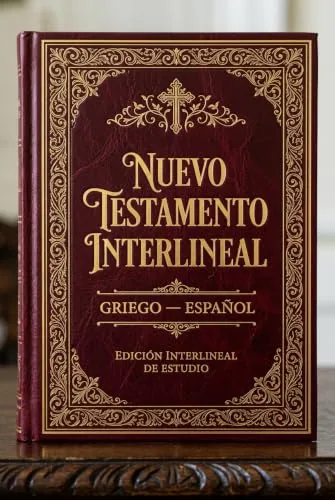 NUEVO
TESTAMENTO
INTERLINEAL
GRIEGO — ESPAÑOL
EDICIÓN INTERLINEAL
DE ESTUDIO